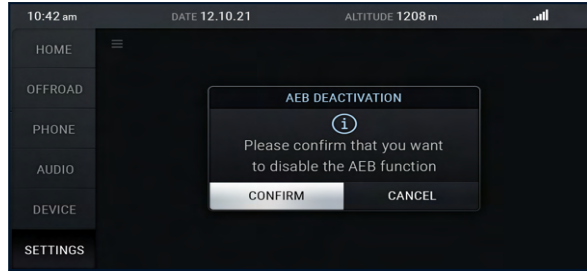 10:42 am DATE 12.10.21 ALTITUDE 1208 m
HOME
OFFROAD
PHONE
AUDIO
DEVICE
SETTINGS
AEB DEACTIVATION
Please confirm that you want
to disable the AEB function
CONFIRM CANCEL